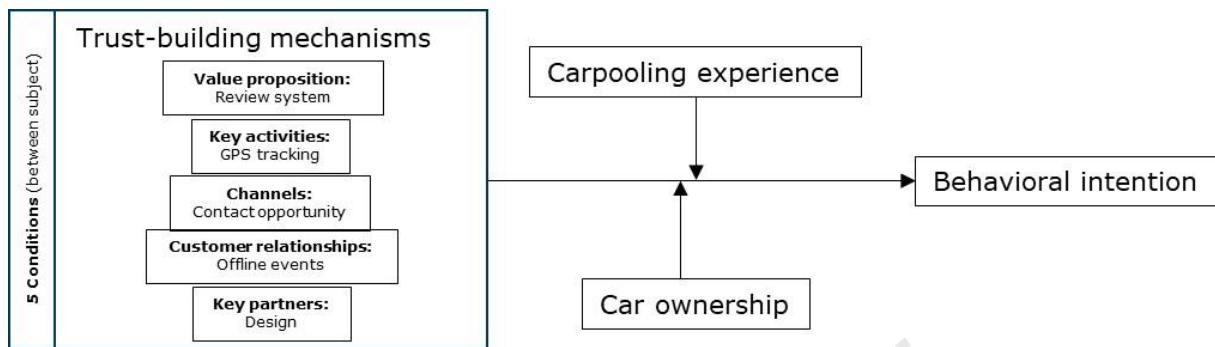 5 Conditions (between subject)
Trust-building mechanisms
Value proposition:
Review system
Key activities:
GPS tracking
Channels:
Contact opportunity
Customer relationships:
Offline events
Key partners:
Design
Carpooling experience
Behavioral intention
Car ownership